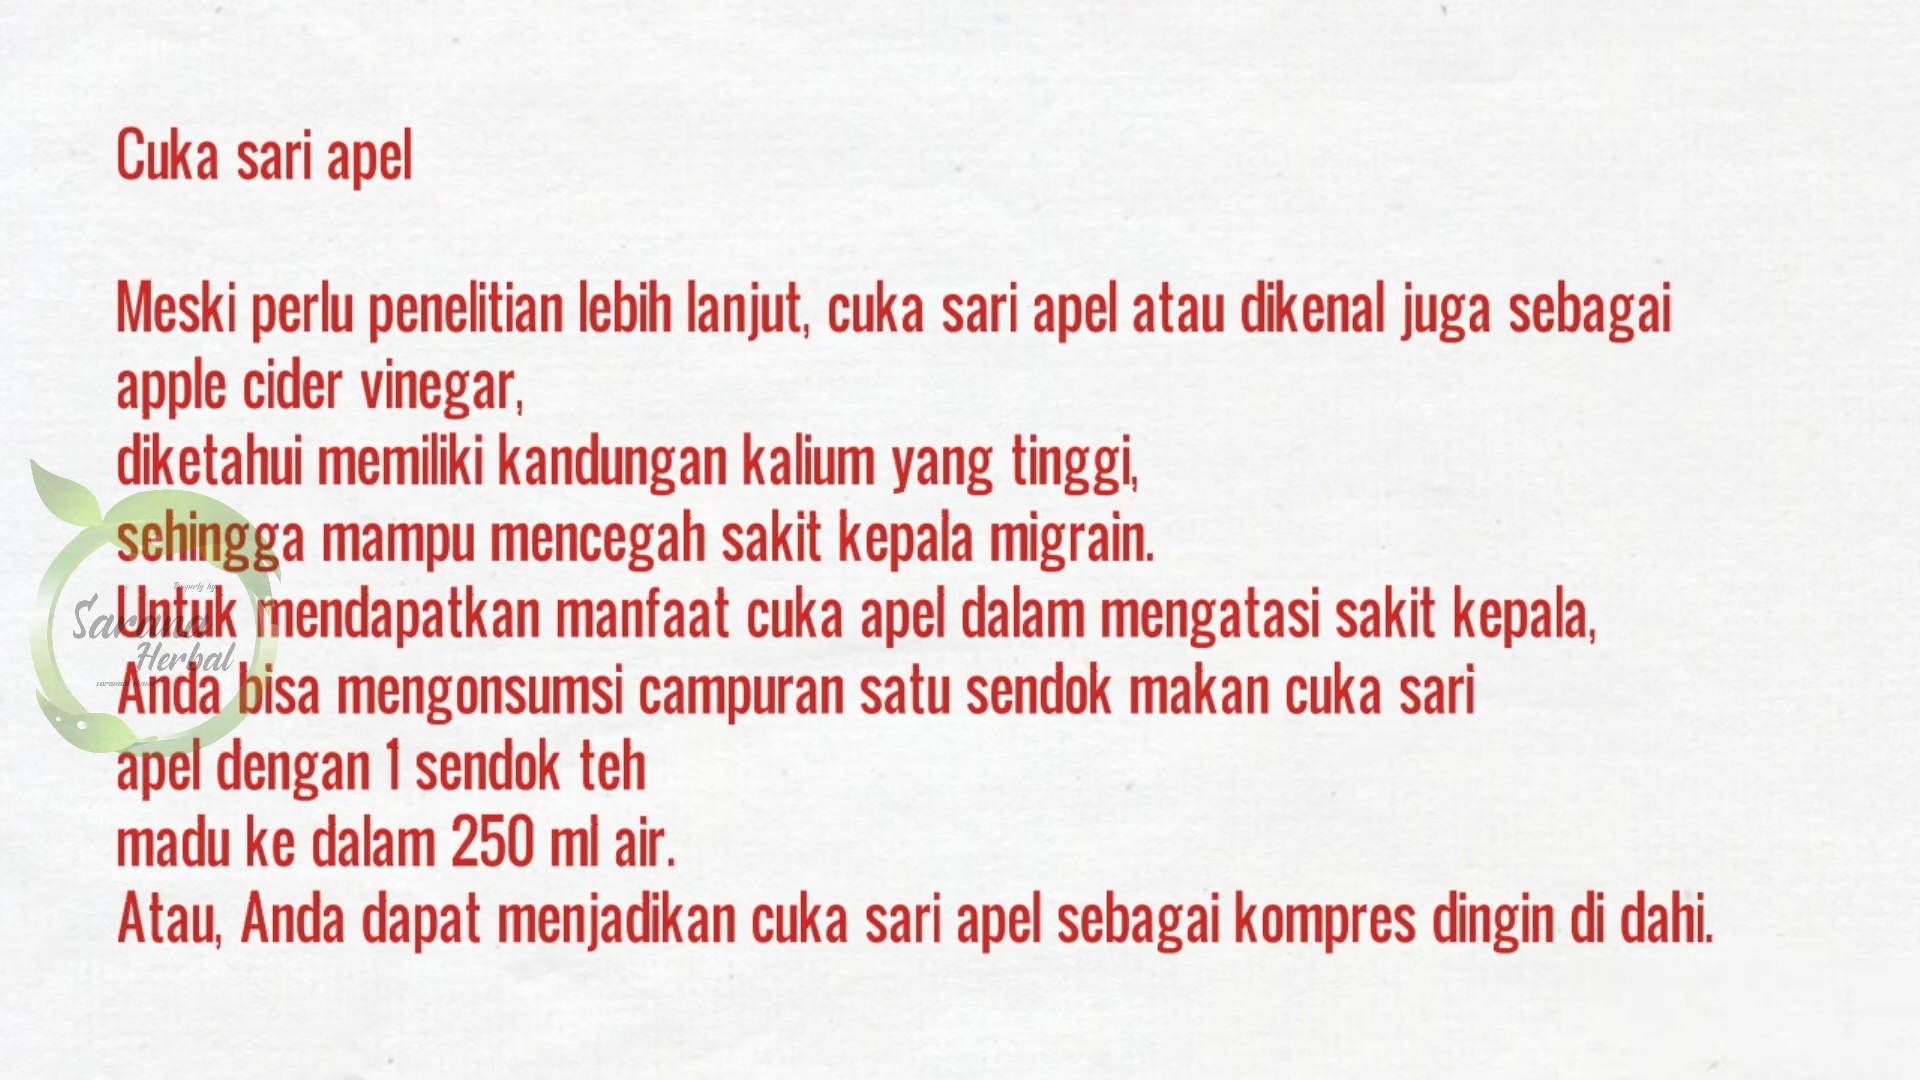 Cuka sari apel
Meski perlu penelitian lebih lanjut, cuka sari apel atau dikenal juga sebagai
apple cider vinegar,
diketahui memiliki kandungan kalium yang tinggi,
sehingga mampu mencegah sakit kepala migrain.
Untuk mendapatkan manfaat cuka apel dalam mengatasi sakit kepala,
Anda bisa mengonsumsi campuran satu sendok makan cuka sari
apel dengan 1 sendok teh
madu ke dalam 250 ml air.
Atau, Anda dapat menjadikan cuka sari apel sebagai kompres dingin di dahi.
Property by
Sarana
Herbal